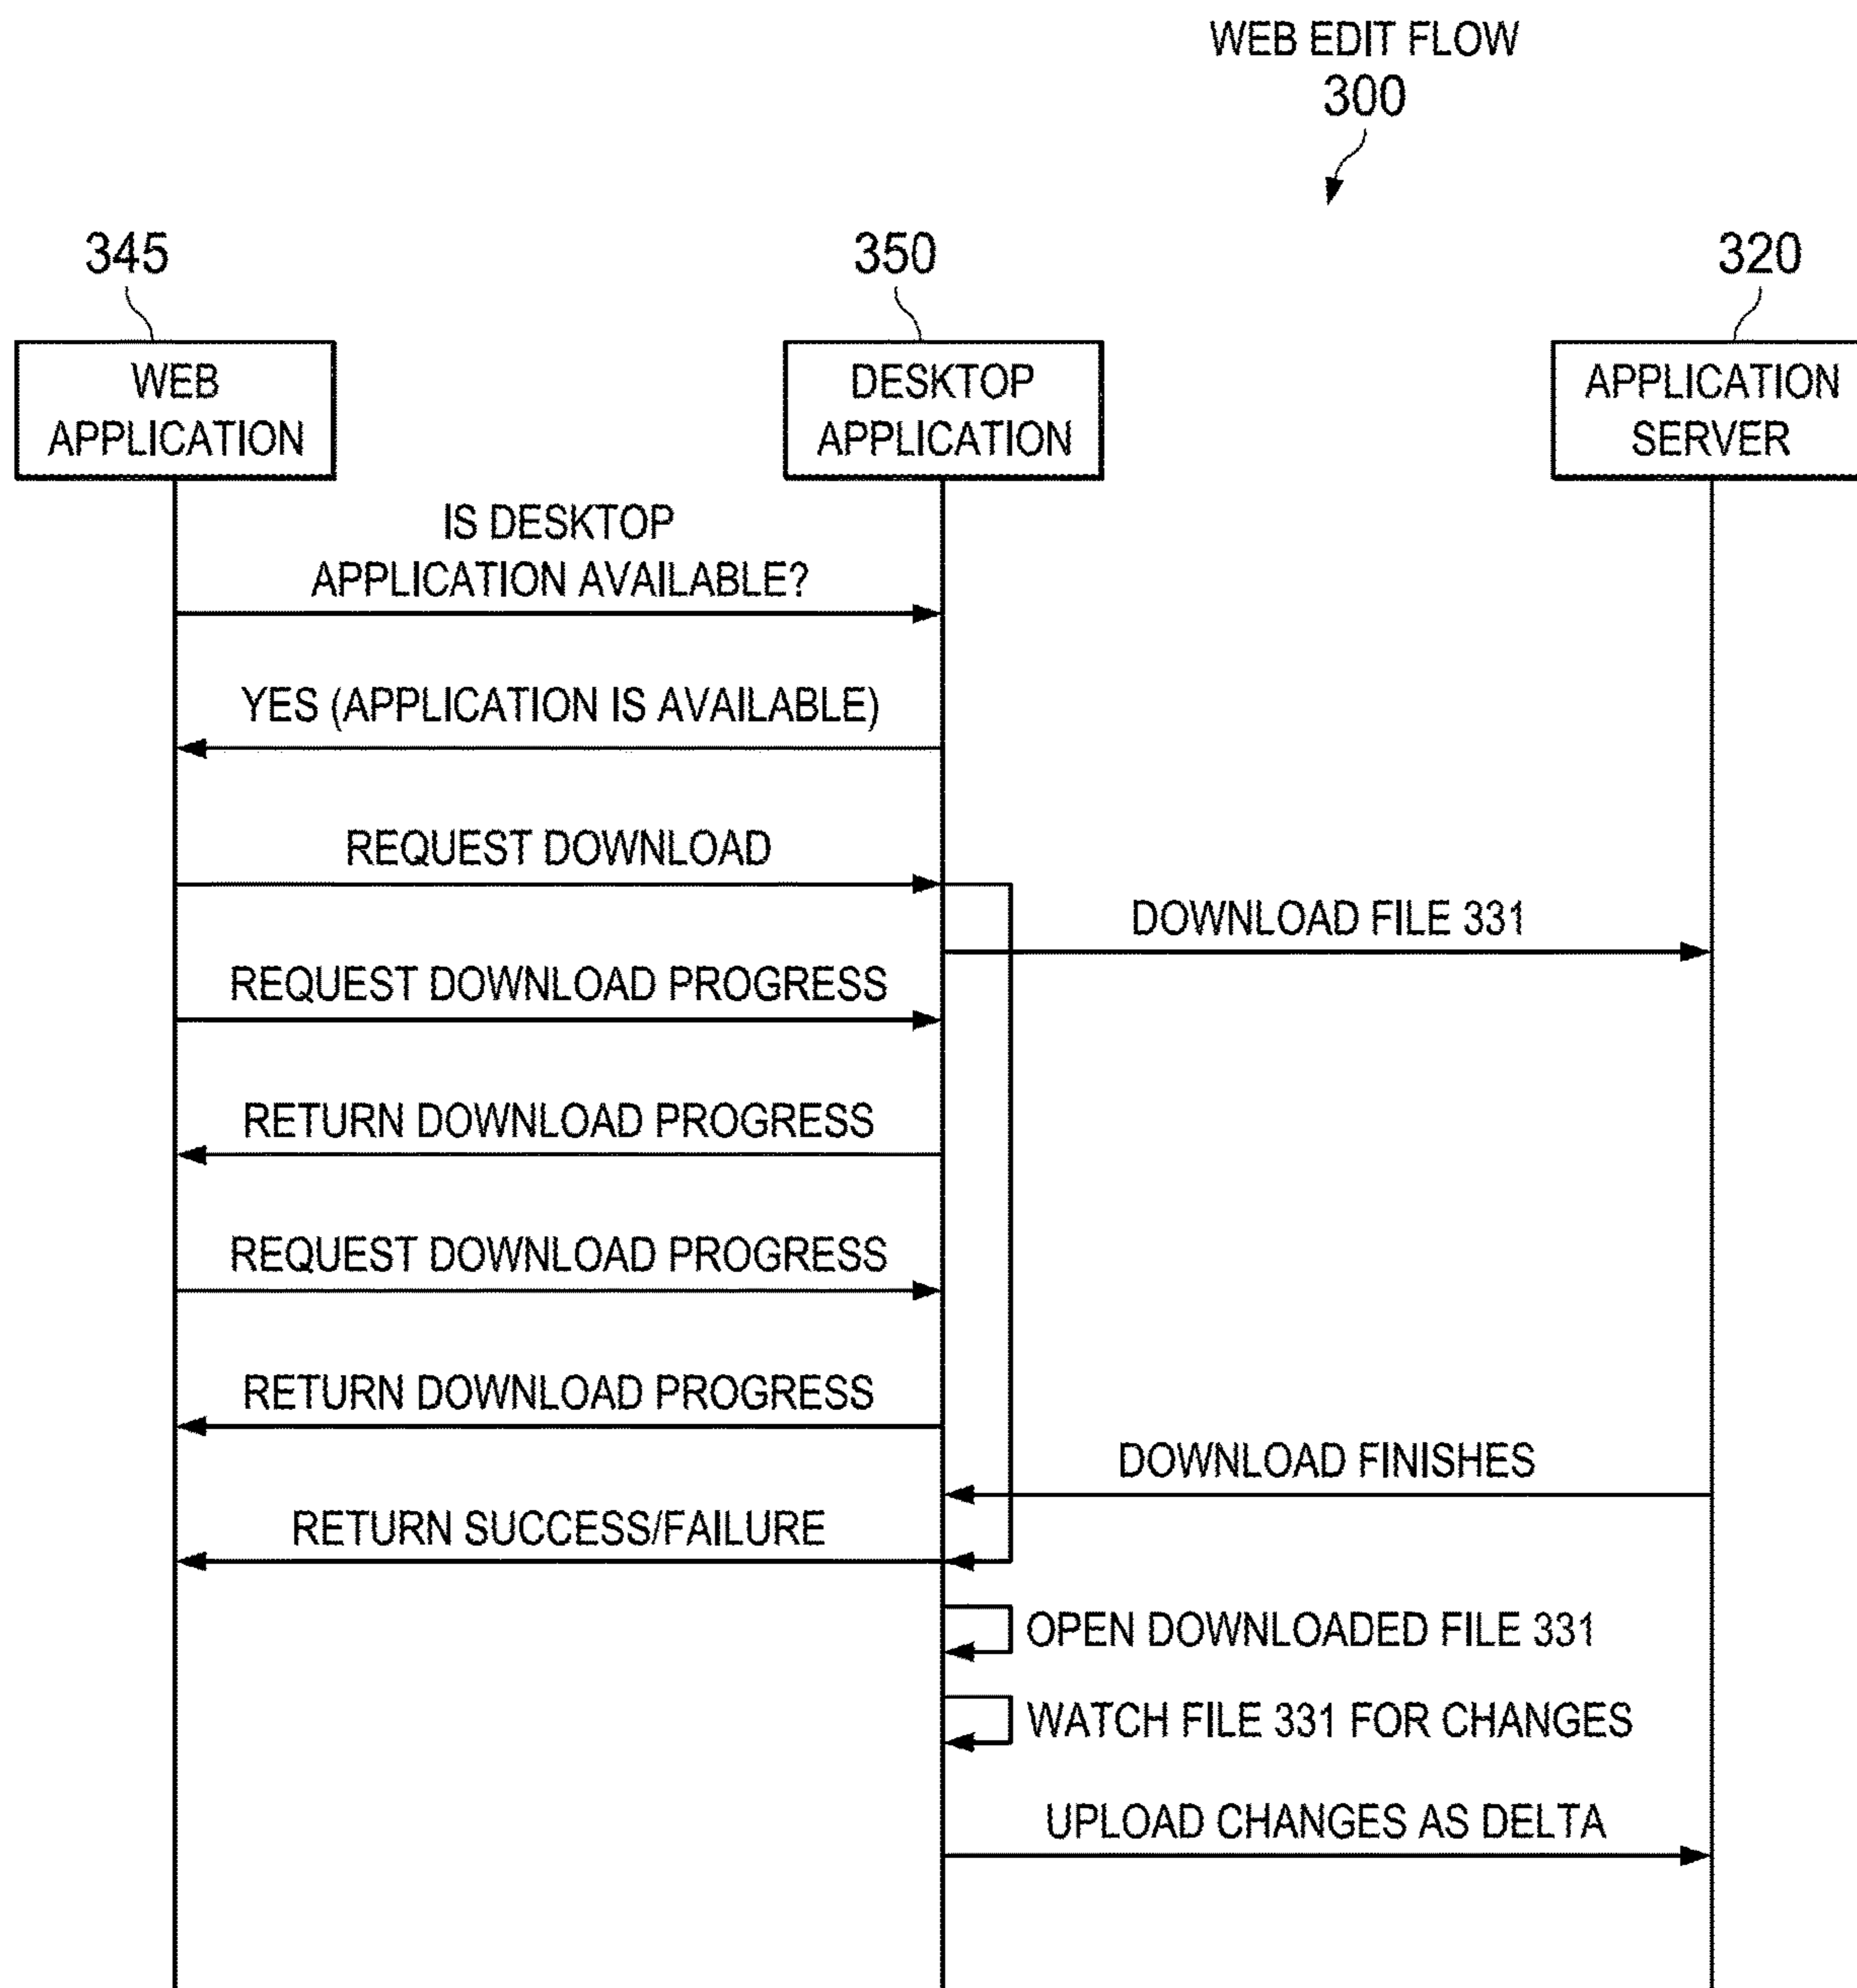 WEB EDIT FLOW
300
345
350
320
WEB
APPLICATION
DESKTOP
APPLICATION
APPLICATION
SERVER
IS DESKTOP
APPLICATION AVAILABLE?
YES (APPLICATION IS AVAILABLE)
REQUEST DOWNLOAD
DOWNLOAD FILE 331
REQUEST DOWNLOAD PROGRESS
RETURN DOWNLOAD PROGRESS
REQUEST DOWNLOAD PROGRESS
RETURN DOWNLOAD PROGRESS
DOWNLOAD FINISHES
RETURN SUCCESS/FAILURE
OPEN DOWNLOADED FILE 331
WATCH FILE 331 FOR CHANGES
UPLOAD CHANGES AS DELTA